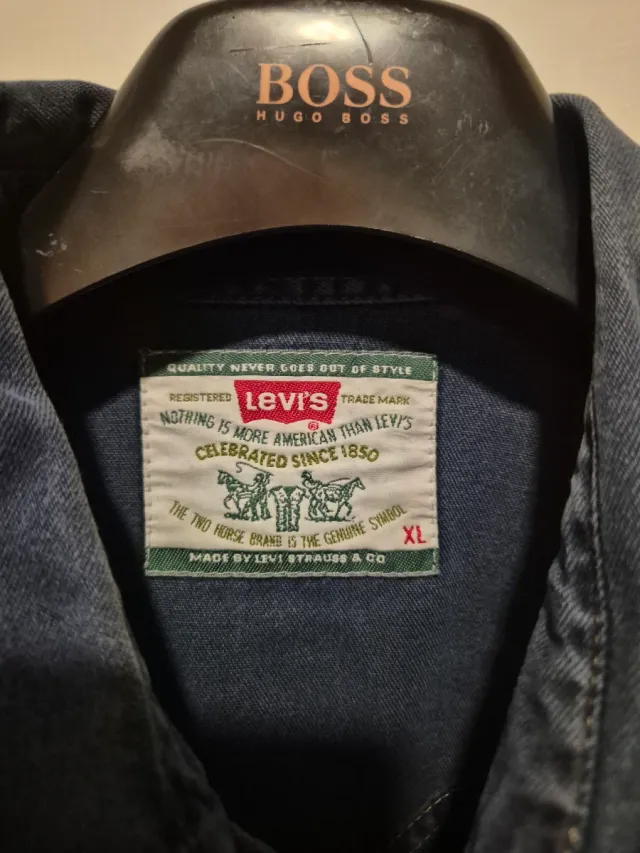 BOSS
HUGO BOSS
QUALITY NEVER GOES OUT OF STYLE
REGISTERED LEVI'S ® TRADE MARK
NOTHING IS MORE AMERICAN THAN LEVI'S
CELEBRATED SINCE 1850
THE TWO HORSE BRAND IS THE GENUINE SYMBOL
XL
MADE BY LEVI STRAUSS & CO